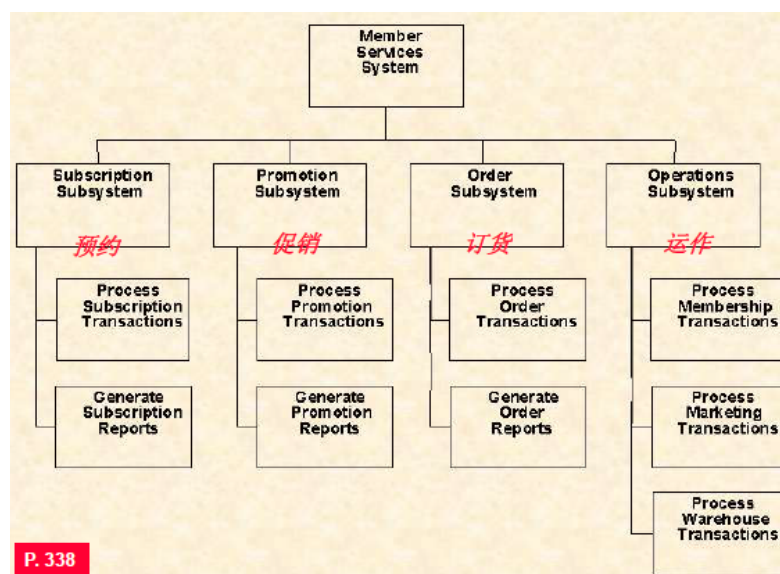 Member
Services
System
Subscription
Subsystem
预约
Promotion
Subsystem
促销
Order
Subsystem
订货
Operations
Subsystem
运作
Process
Subscription
Transactions
Process
Promotion
Transactions
Process
Order
Transactions
Process
Membership
Transactions
Generate
Subscription
Reports
Generate
Promotion
Reports
Generate
Order
Reports
Process
Marketing
Transactions
Process
Warehouse
Transactions
P. 338